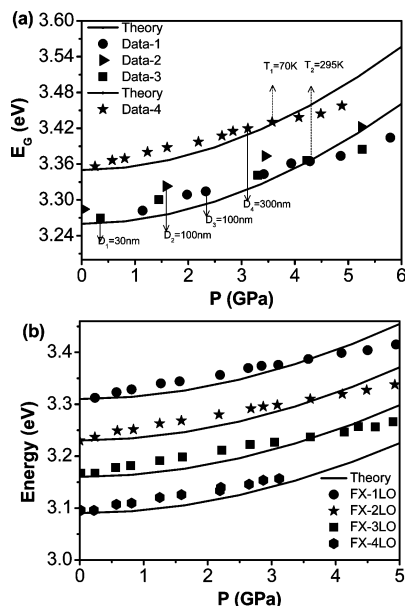 (a)
Theory
Data-1
Data-2
Data-3
Theory
Data-4
T1=70K
T2=295K
3.60
3.54
3.48
3.42
3.36
3.30
3.24
EG (eV)
D1=30nm
D2=100nm
D3=100nm
D4=300nm
0 1 2 3 4 5 6
P (GPa)
(b)
3.4
3.3
3.2
3.1
3.0
Energy (eV)
Theory
FX-1LO
FX-2LO
FX-3LO
FX-4LO
0 1 2 3 4 5
P (GPa)